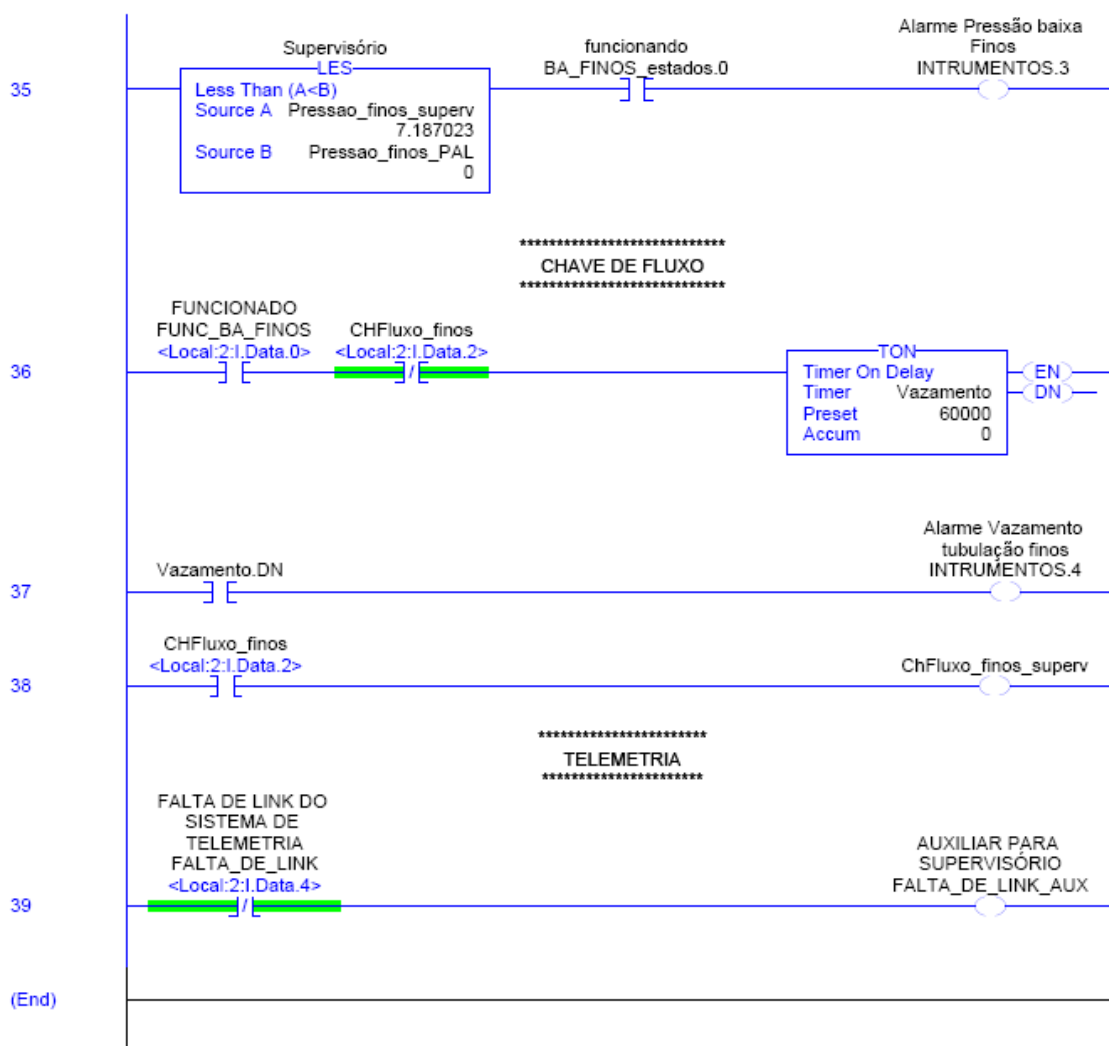 35
Supervisório
LES
Less Than (A<B)
Source A Pressao_finos_superv
7.187023
Source B Pressao_finos_PAL
0
funcionando
BA_FINOS_estados.0
Alarme Pressão baixa
Finos
INTRUMENTOS.3
****************************
CHAVE DE FLUXO
****************************
36
FUNCIONADO
FUNC_BA_FINOS
<Local:2:I.Data.0>
CHFluxo_finos
<Local:2:I.Data.2>
TON
Timer On Delay
Timer Vazamento
Preset 60000
Accum 0
EN
DN
37
Vazamento.DN
Alarme Vazamento
tubulação finos
INTRUMENTOS.4
38
CHFluxo_finos
<Local:2:I.Data.2>
ChFluxo_finos_superv
***********************
TELEMETRIA
**********************
39
FALTA DE LINK DO
SISTEMA DE
TELEMETRIA
FALTA_DE_LINK
<Local:2:I.Data.4>
AUXILIAR PARA
SUPERVISÓRIO
FALTA_DE_LINK_AUX
(End)